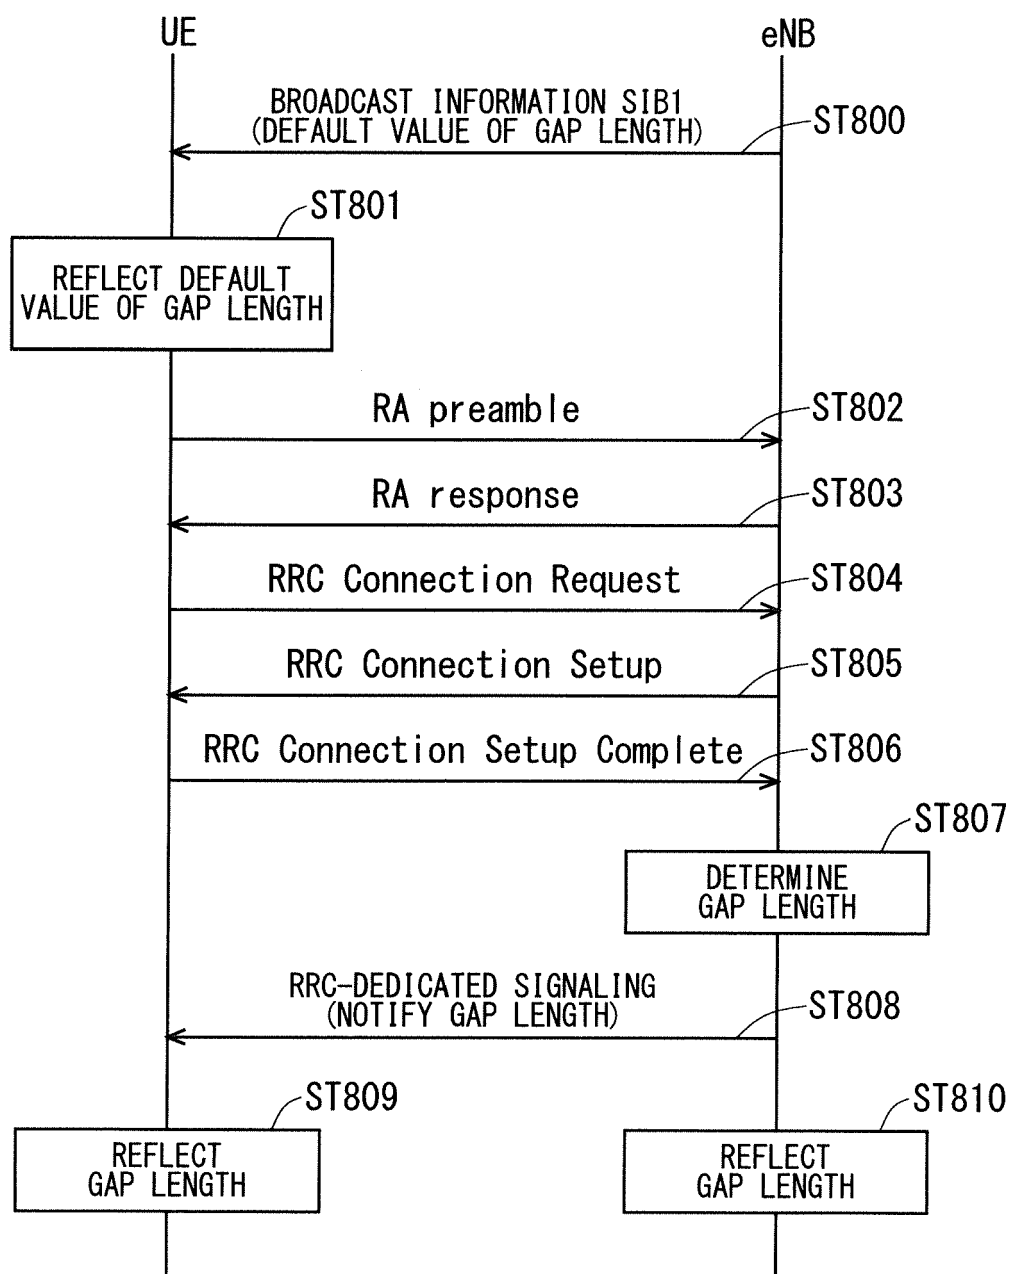 UE
eNB
BROADCAST INFORMATION SIB1
(DEFAULT VALUE OF GAP LENGTH)
ST800
ST801
REFLECT DEFAULT
VALUE OF GAP LENGTH
RA preamble
ST802
RA response
ST803
RRC Connection Request
ST804
RRC Connection Setup
ST805
RRC Connection Setup Complete
ST806
ST807
DETERMINE
GAP LENGTH
RRC-DEDICATED SIGNALING
(NOTIFY GAP LENGTH)
ST808
ST809
REFLECT
GAP LENGTH
ST810
REFLECT
GAP LENGTH